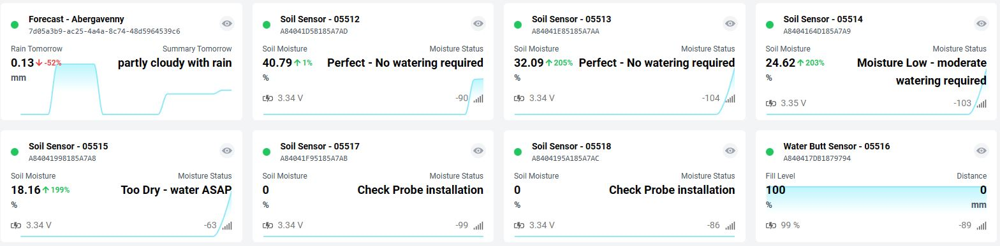 Forecast - Abergavenny
7d05a3b9-ac25-4a4a-8c74-48d5964539c6
Rain Tomorrow Summary Tomorrow
0.13 ↓ -52% partly cloudy with rain
mm
Soil Sensor - 05512
A84041D5B185A7AD
Soil Moisture Moisture Status
40.79 ↑ 1% Perfect - No watering required
%
3.34 V -90
Soil Sensor - 05513
A84041E85185A7AA
Soil Moisture Moisture Status
32.09 ↑ 205% Perfect - No watering required
%
3.34 V -104
Soil Sensor - 05514
A8404164D185A7A9
Soil Moisture Moisture Status
24.62 ↑ 203% Moisture Low - moderate
% watering required
3.35 V -103
Soil Sensor - 05515
A84041998185A7A8
Soil Moisture Moisture Status
18.16 ↑ 199% Too Dry - water ASAP
%
3.34 V -63
Soil Sensor - 05517
A84041F95185A7AB
Soil Moisture Moisture Status
0 Check Probe installation
%
3.34 V -99
Soil Sensor - 05518
A8404195A185A7AC
Soil Moisture Moisture Status
0 Check Probe installation
%
3.34 V -86
Water Butt Sensor - 05516
A840417DB1879794
Fill Level Distance
100 0
% mm
99 % -89